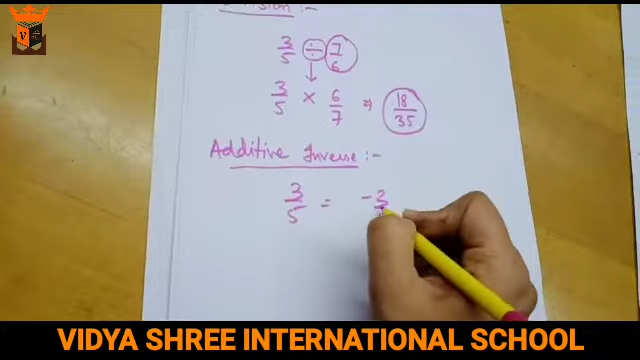 3/5 ÷ 7/6
3/5 × 6/7 ⇒ 18/35
Additive Inverse :-
3/5 = -3
VIDYA SHREE INTERNATIONAL SCHOOL